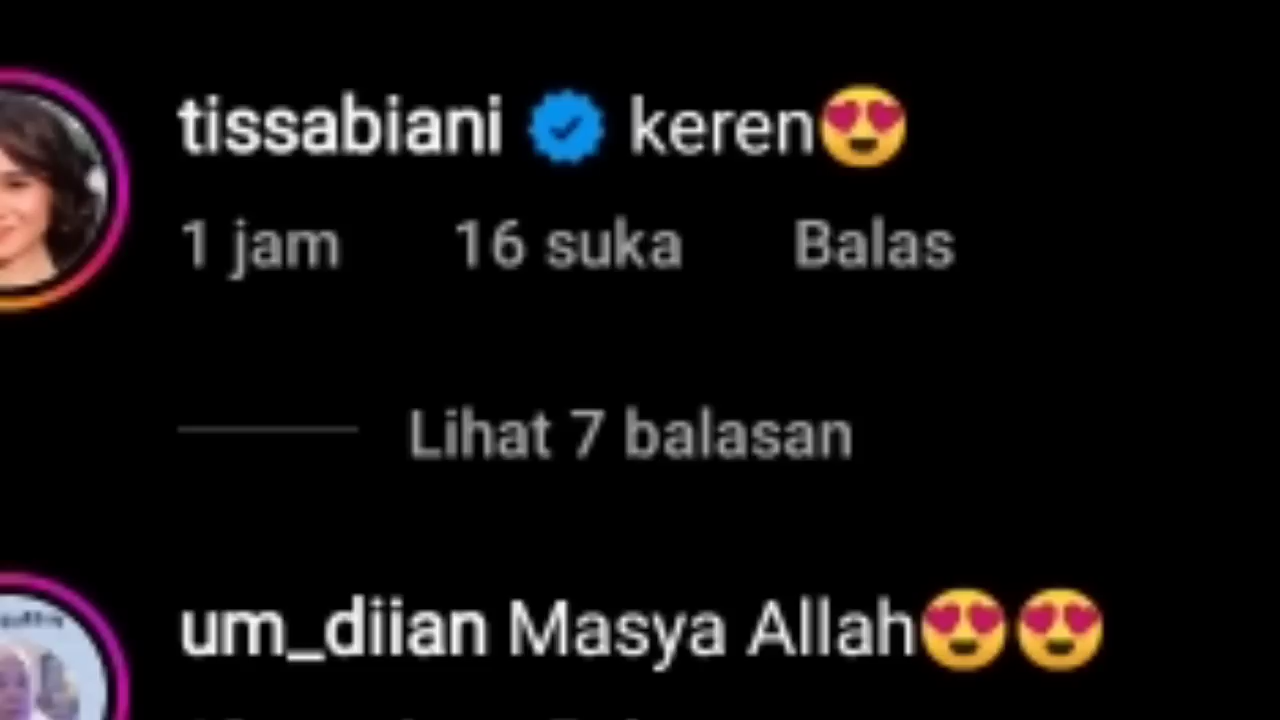 tissabiani keren😍
1 jam 16 suka Balas
Lihat 7 balasan
um_diian Masya Allah😍😍